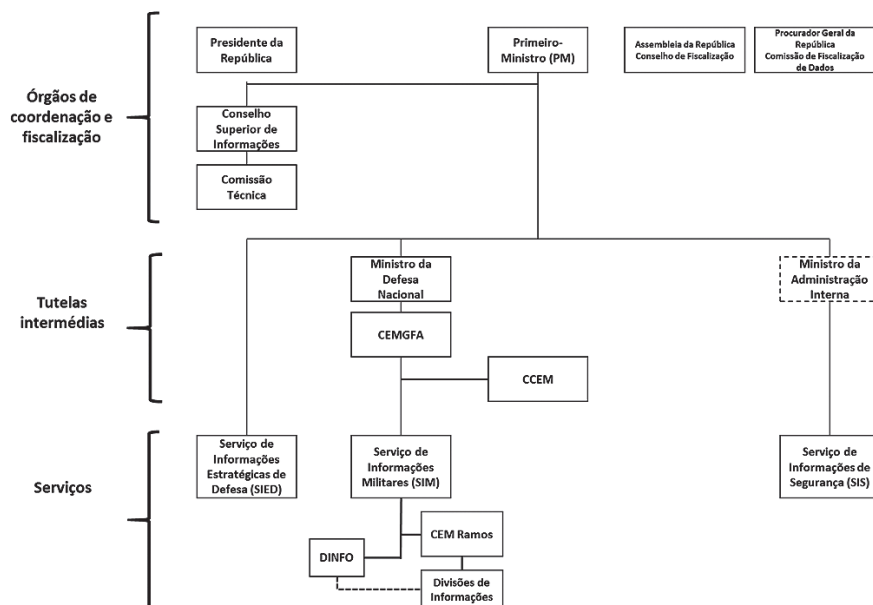 Presidente da
República
Primeiro-
Ministro (PM)
Assembleia da República
Conselho de Fiscalização
Procurador Geral da
República
Comissão de Fiscalização
de Dados
Órgãos de
coordenação e
fiscalização
Conselho
Superior de
Informações
Comissão
Técnica
Tutelas
intermédias
Ministro da
Defesa
Nacional
Ministro da
Administração
Interna
CEMGFA
CCEM
Serviços
Serviço de
Informações
Estratégicas de
Defesa (SIED)
Serviço de
Informações
Militares (SIM)
Serviço de
Informações de
Segurança (SIS)
CEM Ramos
DINFO
Divisões de
Informações